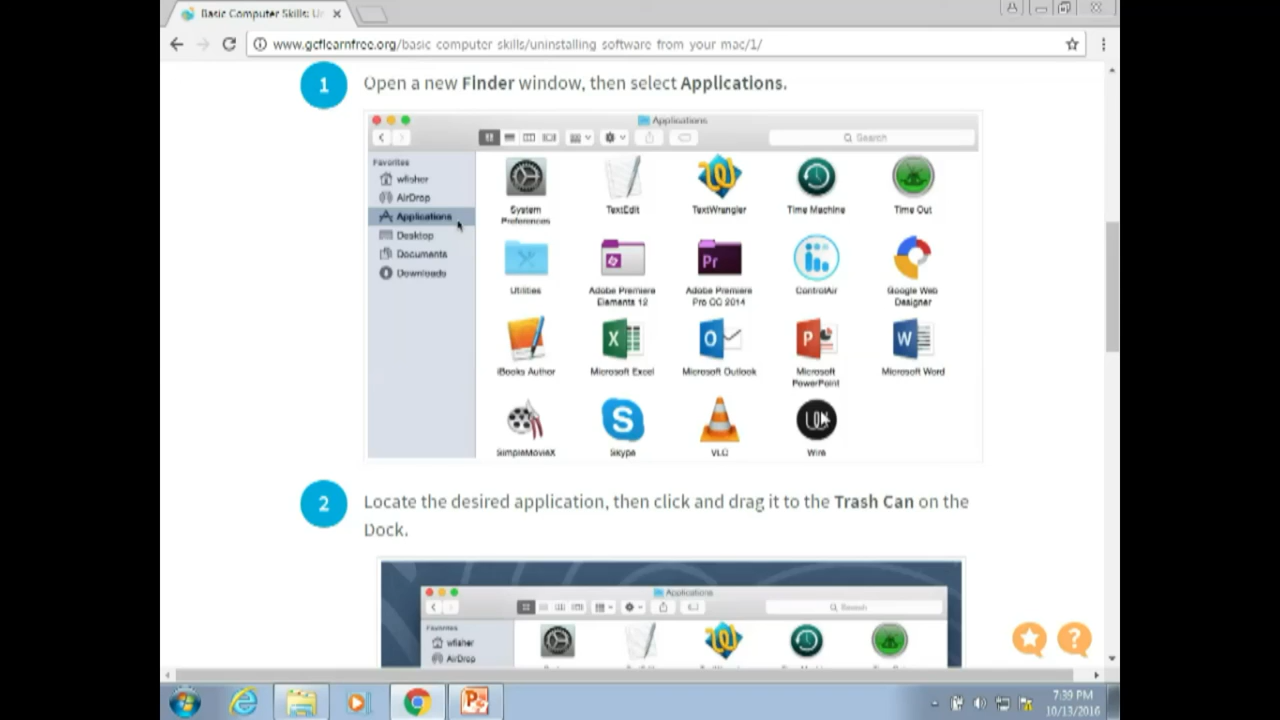 Basic Computer Skills: U
www.gcflearnfree.org/basic computer skills/uninstalling software from your mac/1/
1 Open a new Finder window, then select Applications.
Applications
Search
Favorites
wfisher
AirDrop
Applications
Desktop
Documents
Downloads
System Preferences
TextEdit
TextWrangler
Time Machine
Time Out
Utilities
Adobe Premiere Elements 12
Adobe Premiere Pro CC 2014
ControlAir
Google Web Designer
iBooks Author
Microsoft Excel
Microsoft Outlook
Microsoft PowerPoint
Microsoft Word
SimpleMovieX
Skype
VLC
Wire
2 Locate the desired application, then click and drag it to the Trash Can on the
Dock.
Applications
Search
Favorites
wfisher
AirDrop
7:39 PM
10/13/2016